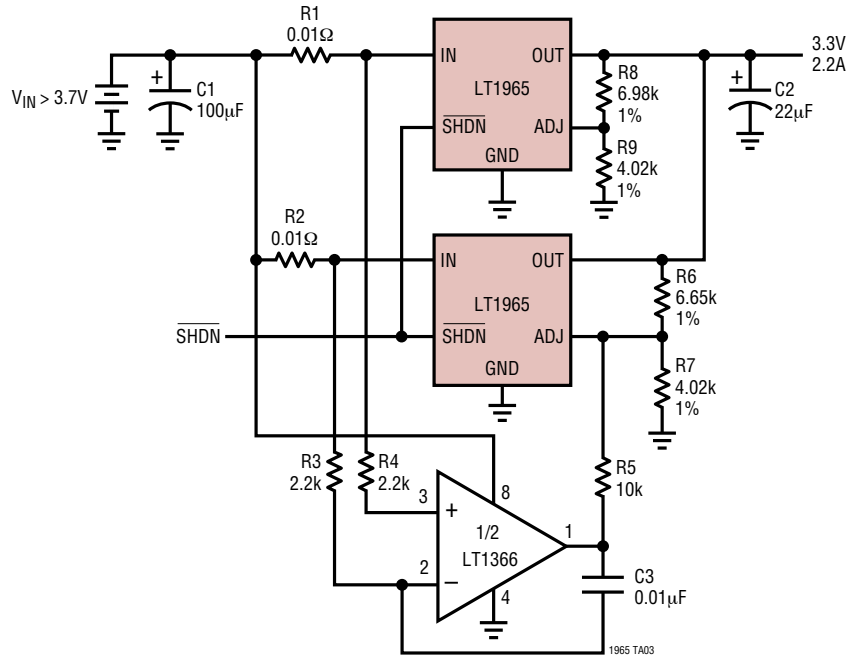 R1
0.01Ω
IN
OUT
LT1965
SHDN
ADJ
GND
3.3V
2.2A
VIN > 3.7V
+
C1
100µF
R8
6.98k
1%
R9
4.02k
1%
+
C2
22µF
R2
0.01Ω
IN
OUT
LT1965
SHDN
SHDN
ADJ
GND
R6
6.65k
1%
R7
4.02k
1%
R3
2.2k
R4
2.2k
R5
10k
3
+
8
1/2
LT1366
1
2
–
4
C3
0.01µF
1965 TA03